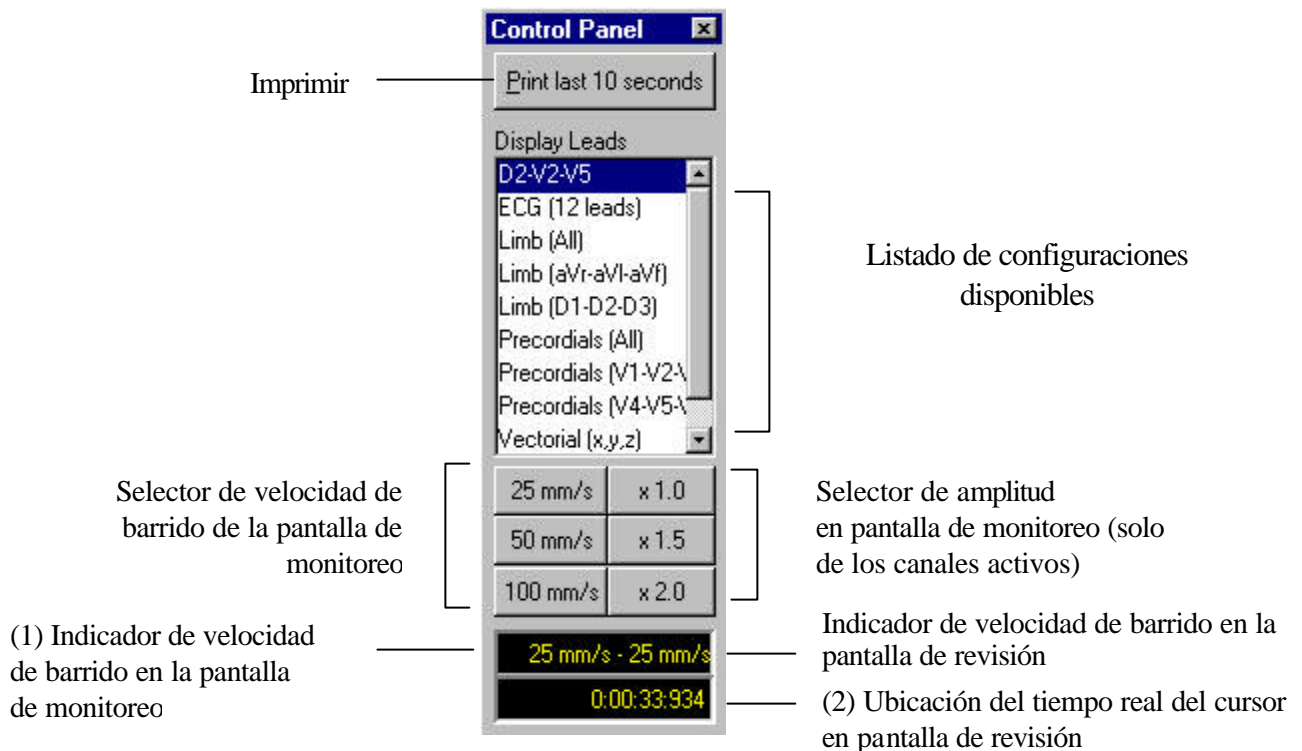 Control Panel
Imprimir
Print last 10 seconds
Display Leads
D2-V2-V5
ECG (12 leads)
Limb (All)
Limb (aVr-aVl-aVf)
Limb (D1-D2-D3)
Precordials (All)
Precordials (V1-V2-
Precordials (V4-V5-
Vectorial (x,y,z)
Listado de configuraciones
disponibles
Selector de velocidad de
barrido de la pantalla de
monitoreo
25 mm/s x 1.0
50 mm/s x 1.5
100 mm/s x 2.0
Selector de amplitud
en pantalla de monitoreo (solo
de los canales activos)
(1) Indicador de velocidad
de barrido en la pantalla
de monitoreo
25 mm/s - 25 mm/s
0:00:33:934
Indicador de velocidad de barrido en la
pantalla de revisión
(2) Ubicación del tiempo real del cursor
en pantalla de revisión